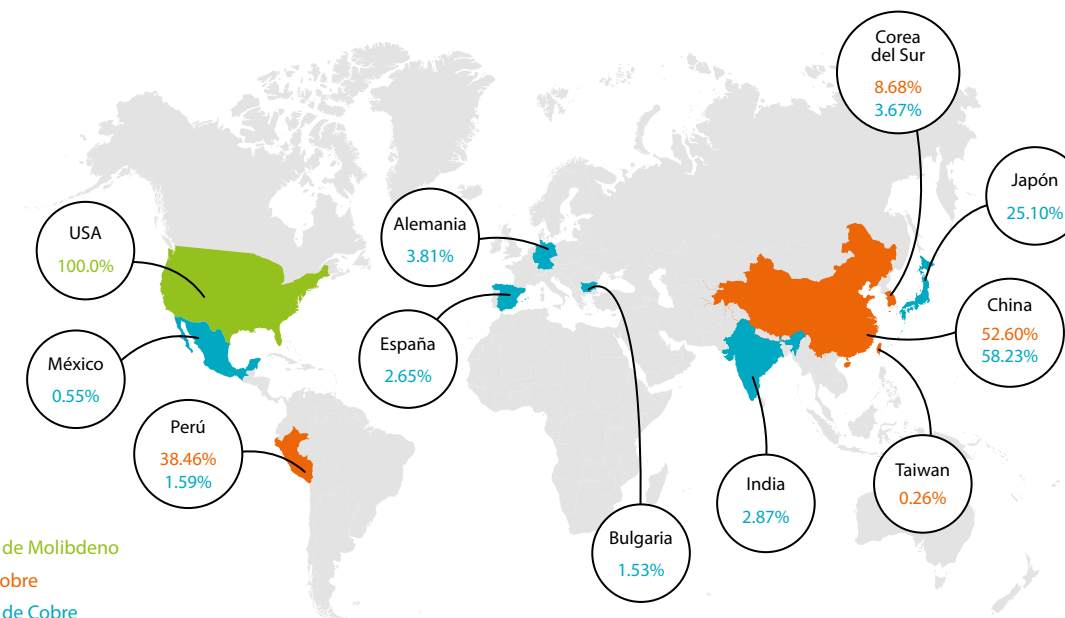 Corea
del Sur
8.68%
3.67%
Japón
25.10%
USA
100.0%
Alemania
3.81%
China
52.60%
58.23%
España
2.65%
México
0.55%
Perú
38.46%
1.59%
Taiwan
0.26%
India
2.87%
Bulgaria
1.53%
de Molibdeno
obre
de Cobre